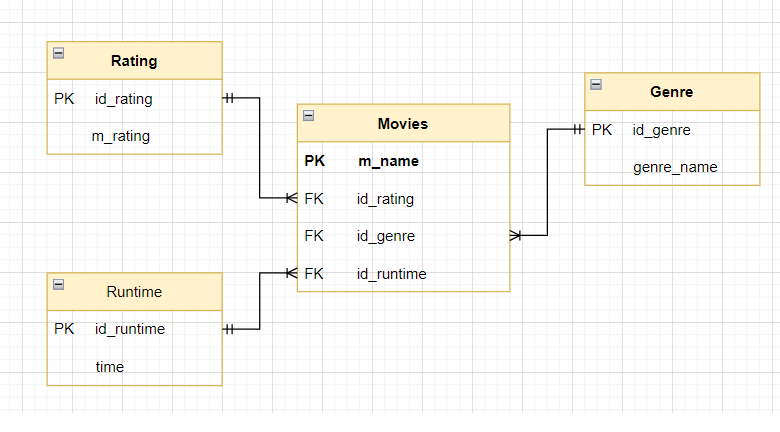 Rating
PK id_rating
m_rating
Movies
PK m_name
FK id_rating
FK id_genre
FK id_runtime
Genre
PK id_genre
genre_name
Runtime
PK id_runtime
time